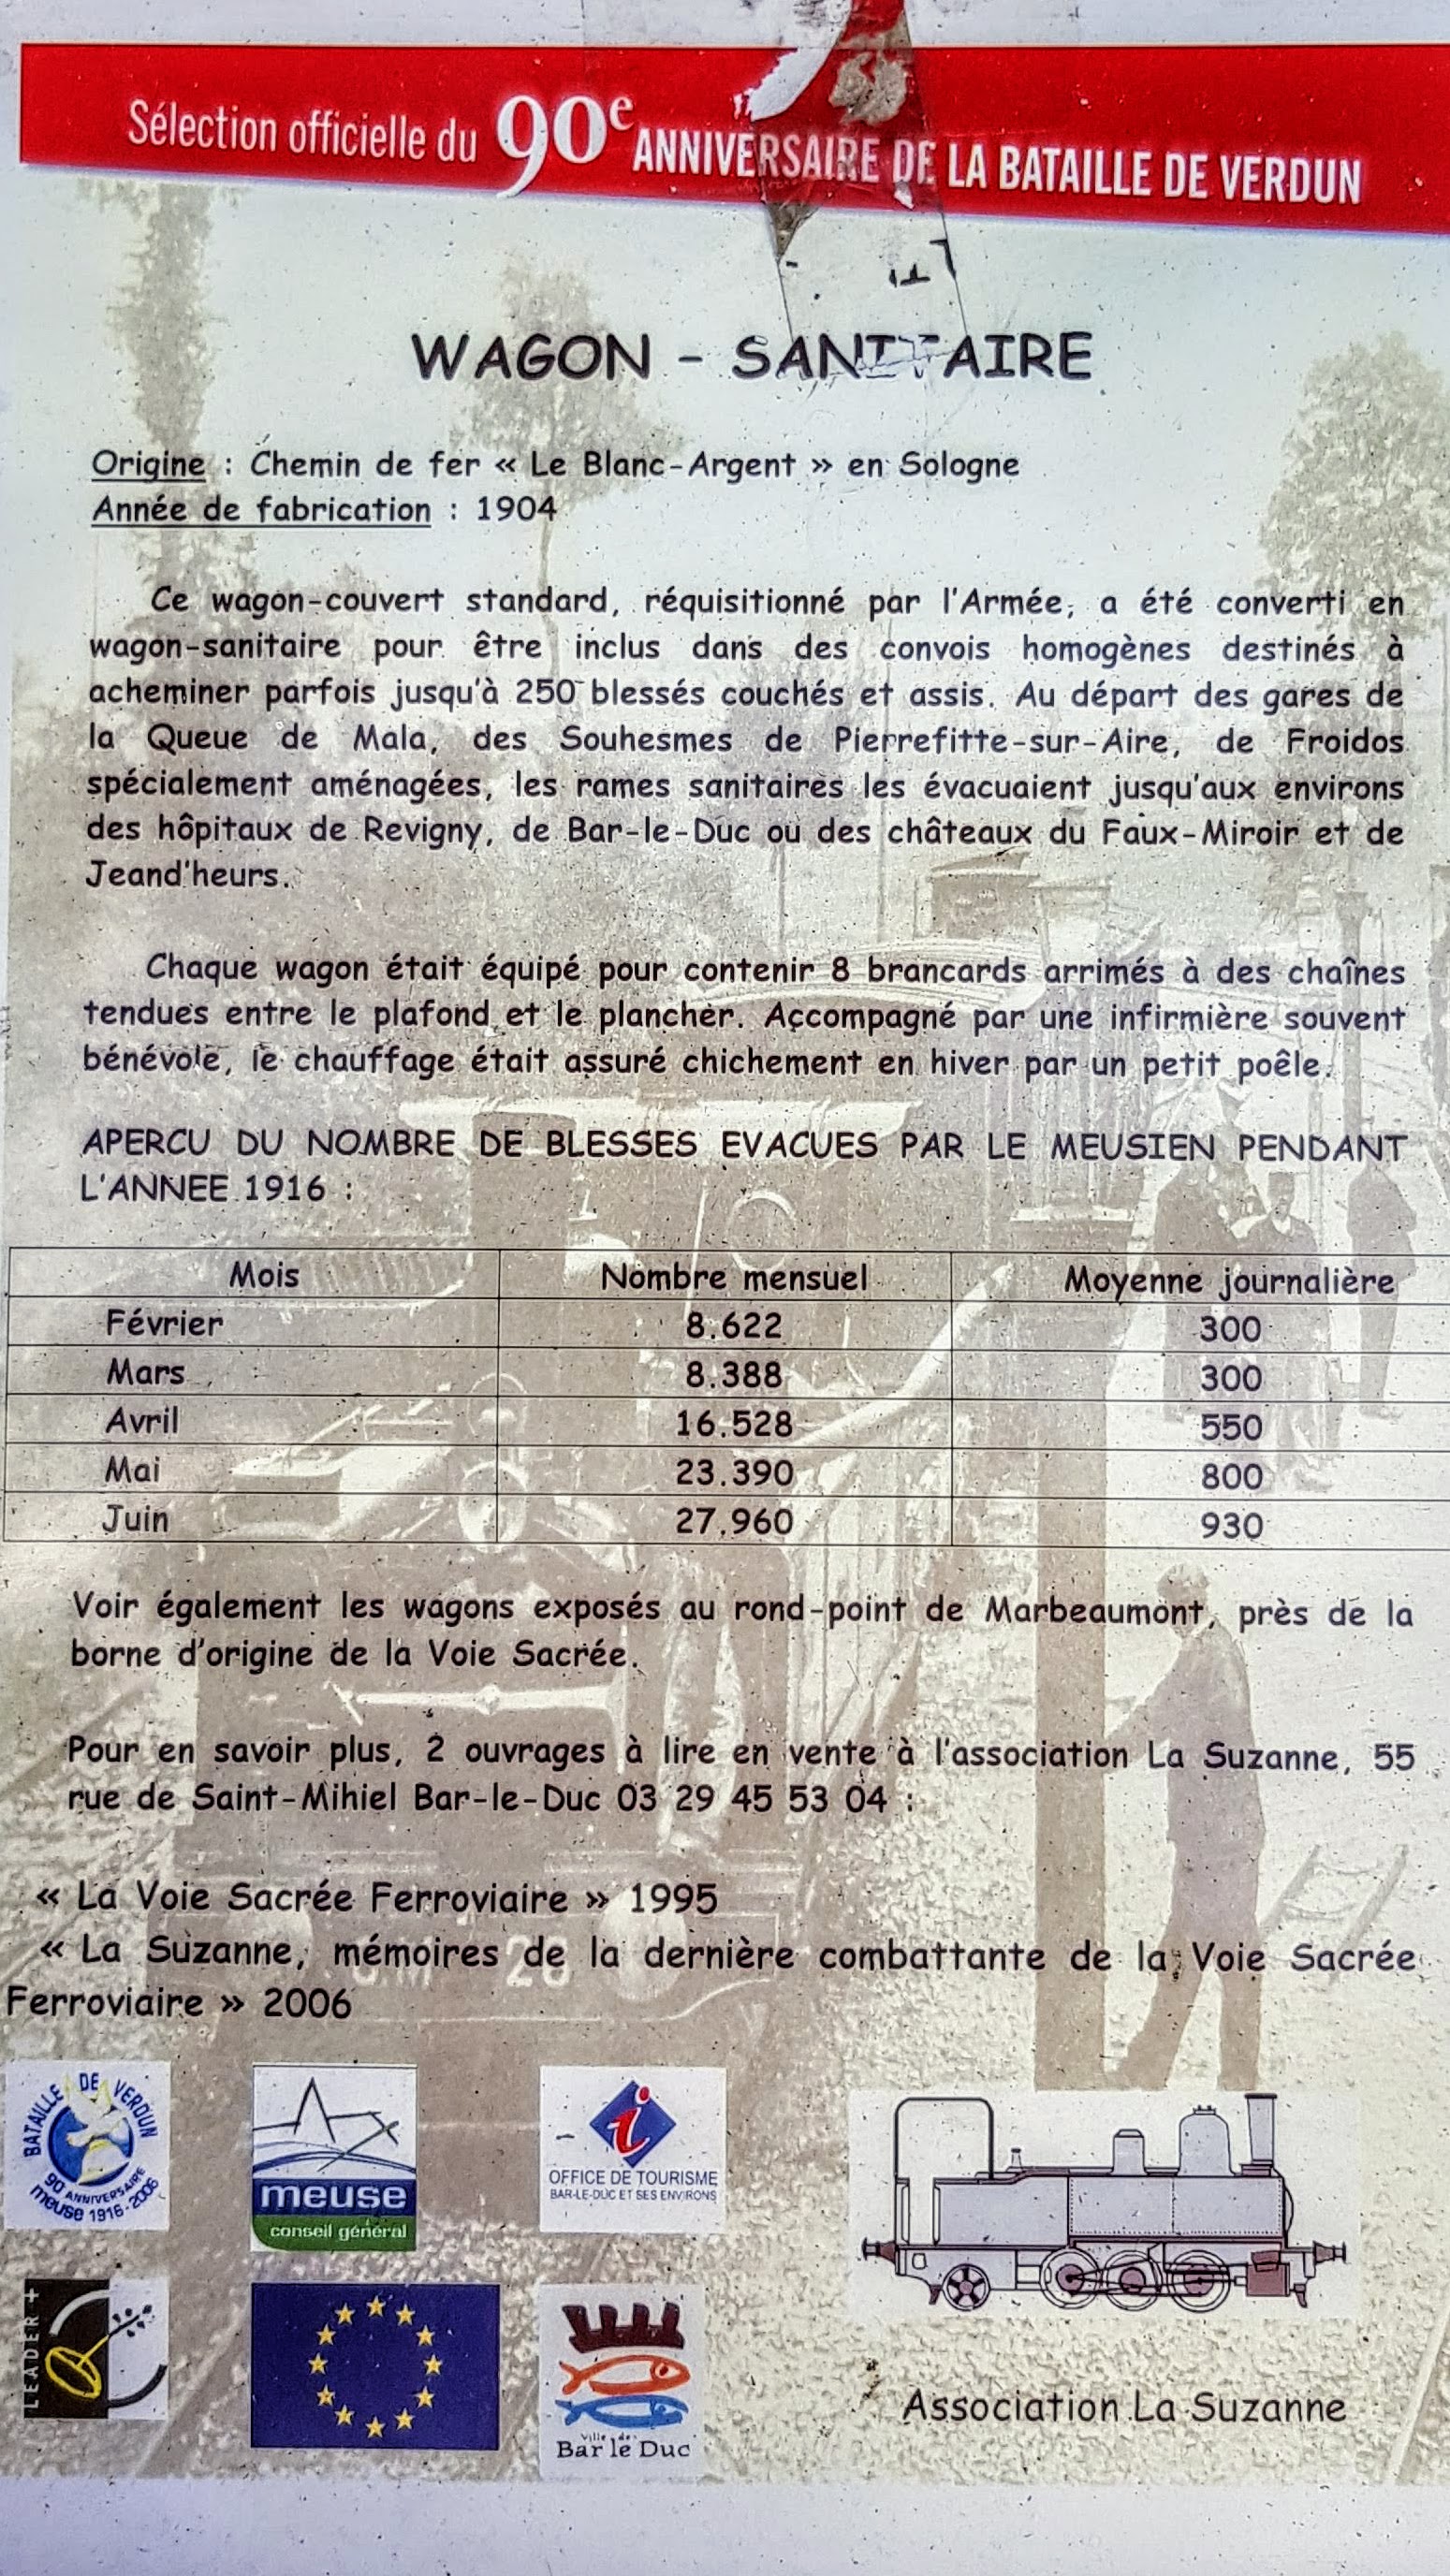 Sélection officielle du 90e ANNIVERSAIRE DE LA BATAILLE DE VERDUN
WAGON - SANITAIRE
Origine : Chemin de fer « Le Blanc-Argent » en Sologne
Année de fabrication : 1904
Ce wagon-couvert standard, réquisitionné par l'Armée, a été converti en
wagon-sanitaire pour être inclus dans des convois homogènes destinés à
acheminer parfois jusqu'à 250 blessés couchés et assis. Au départ des gares de
la Queue de Mala, des Souhesmes de Pierrefitte-sur-Aire, de Froidos
spécialement aménagées, les rames sanitaires les évacuaient jusqu'aux environs
des hôpitaux de Revigny, de Bar-le-Duc ou des châteaux du Faux-Miroir et de
Jeand'heurs.
Chaque wagon était équipé pour contenir 8 brancards arrimés à des chaînes
tendues entre le plafond et le plancher. Accompagné par une infirmière souvent
bénévole, le chauffage était assuré chichement en hiver par un petit poêle.
APERCU DU NOMBRE DE BLESSES EVACUES PAR LE MEUSIEN PENDANT
L'ANNEE 1916 :
Mois Nombre mensuel Moyenne journalière
Février 8.622 300
Mars 8.388 300
Avril 16.528 550
Mai 23.390 800
Juin 27.960 930
Voir également les wagons exposés au rond-point de Marbeaumont, près de la
borne d'origine de la Voie Sacrée.
Pour en savoir plus, 2 ouvrages à lire en vente à l'association La Suzanne, 55
rue de Saint-Mihiel Bar-le-Duc 03 29 45 53 04 :
« La Voie Sacrée Ferroviaire » 1995
« La Suzanne, mémoires de la dernière combattante de la Voie Sacrée
Ferroviaire » 2006
28
BATAILLE DE VERDUN
90 ANNIVERSAIRE
meuse 1916-2006
meuse
conseil général
i
OFFICE DE TOURISME
BAR-LE-DUC ET SES ENVIRONS
LEADER +
Ville de
Bar le Duc
Association La Suzanne